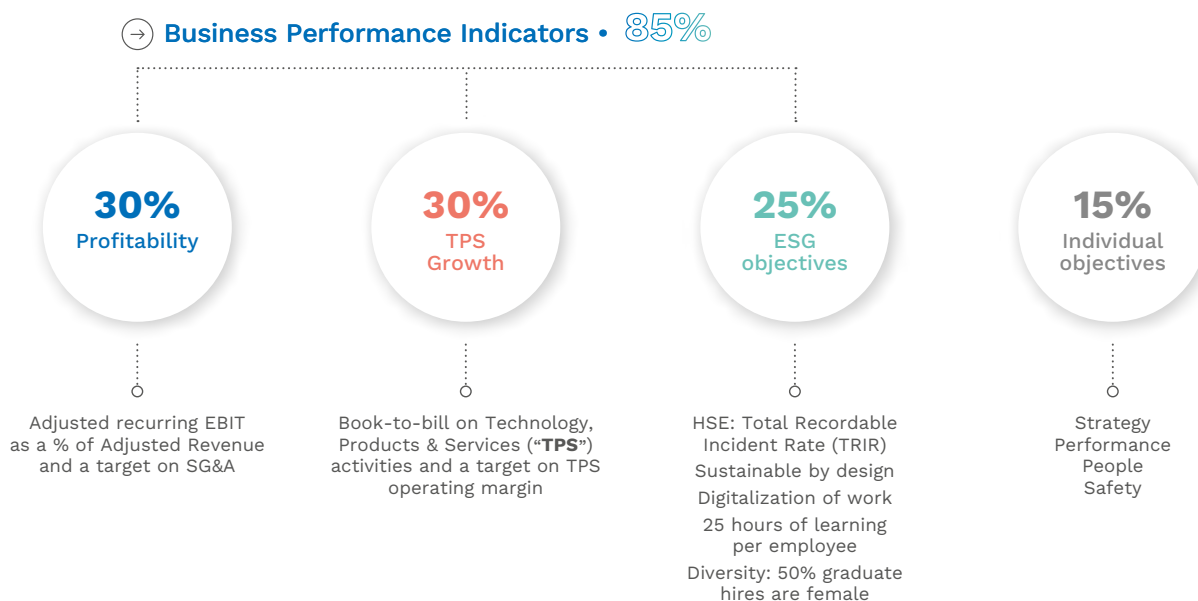 Business Performance Indicators • 85%
30%
Profitability
30%
TPS
Growth
25%
ESG
objectives
15%
Individual
objectives
Adjusted recurring EBIT
as a % of Adjusted Revenue
and a target on SG&A
Book-to-bill on Technology,
Products & Services (“TPS”)
activities and a target on TPS
operating margin
HSE: Total Recordable
Incident Rate (TRIR)
Sustainable by design
Digitalization of work
25 hours of learning
per employee
Diversity: 50% graduate
hires are female
Strategy
Performance
People
Safety